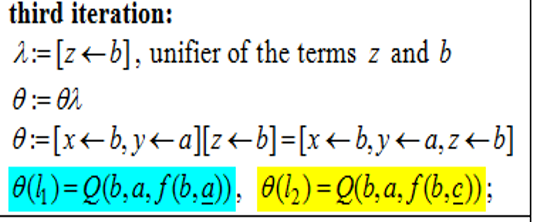 third iteration:
λ:=[z←b], unifier of the terms z and b
θ:=θλ
θ:=[x←b,y←a][z←b]=[x←b,y←a,z←b]
θ(l₁)=Q(b,a,f(b,a)), θ(l₂)=Q(b,a,f(b,c));